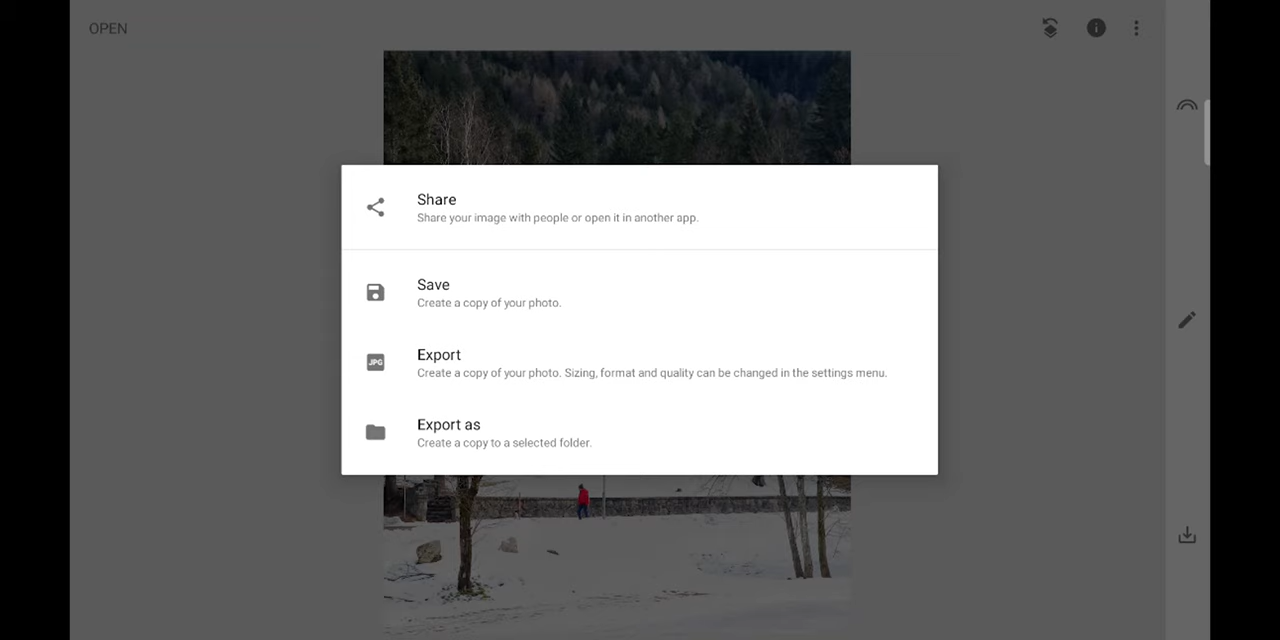 OPEN
Share
Share your image with people or open it in another app.
Save
Create a copy of your photo.
JPG
Export
Create a copy of your photo. Sizing, format and quality can be changed in the settings menu.
Export as
Create a copy to a selected folder.